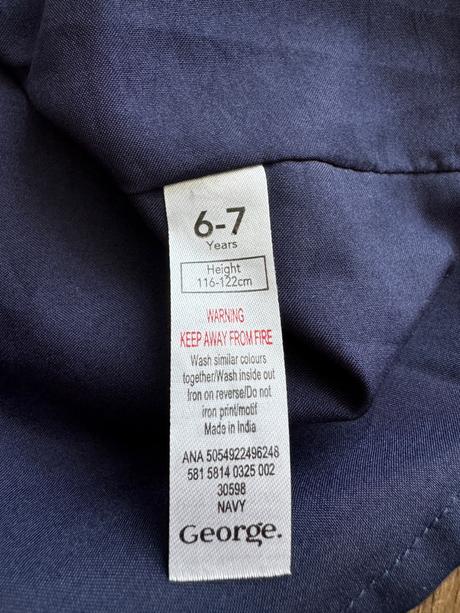 6-7
Years
Height
116-122cm
WARNING
KEEP AWAY FROM FIRE
Wash similar colours
together/Wash inside out
Iron on reverse/Do not
iron print/motif
Made in India
ANA 5054922496248
581 5814 0325 002
30598
NAVY
George.